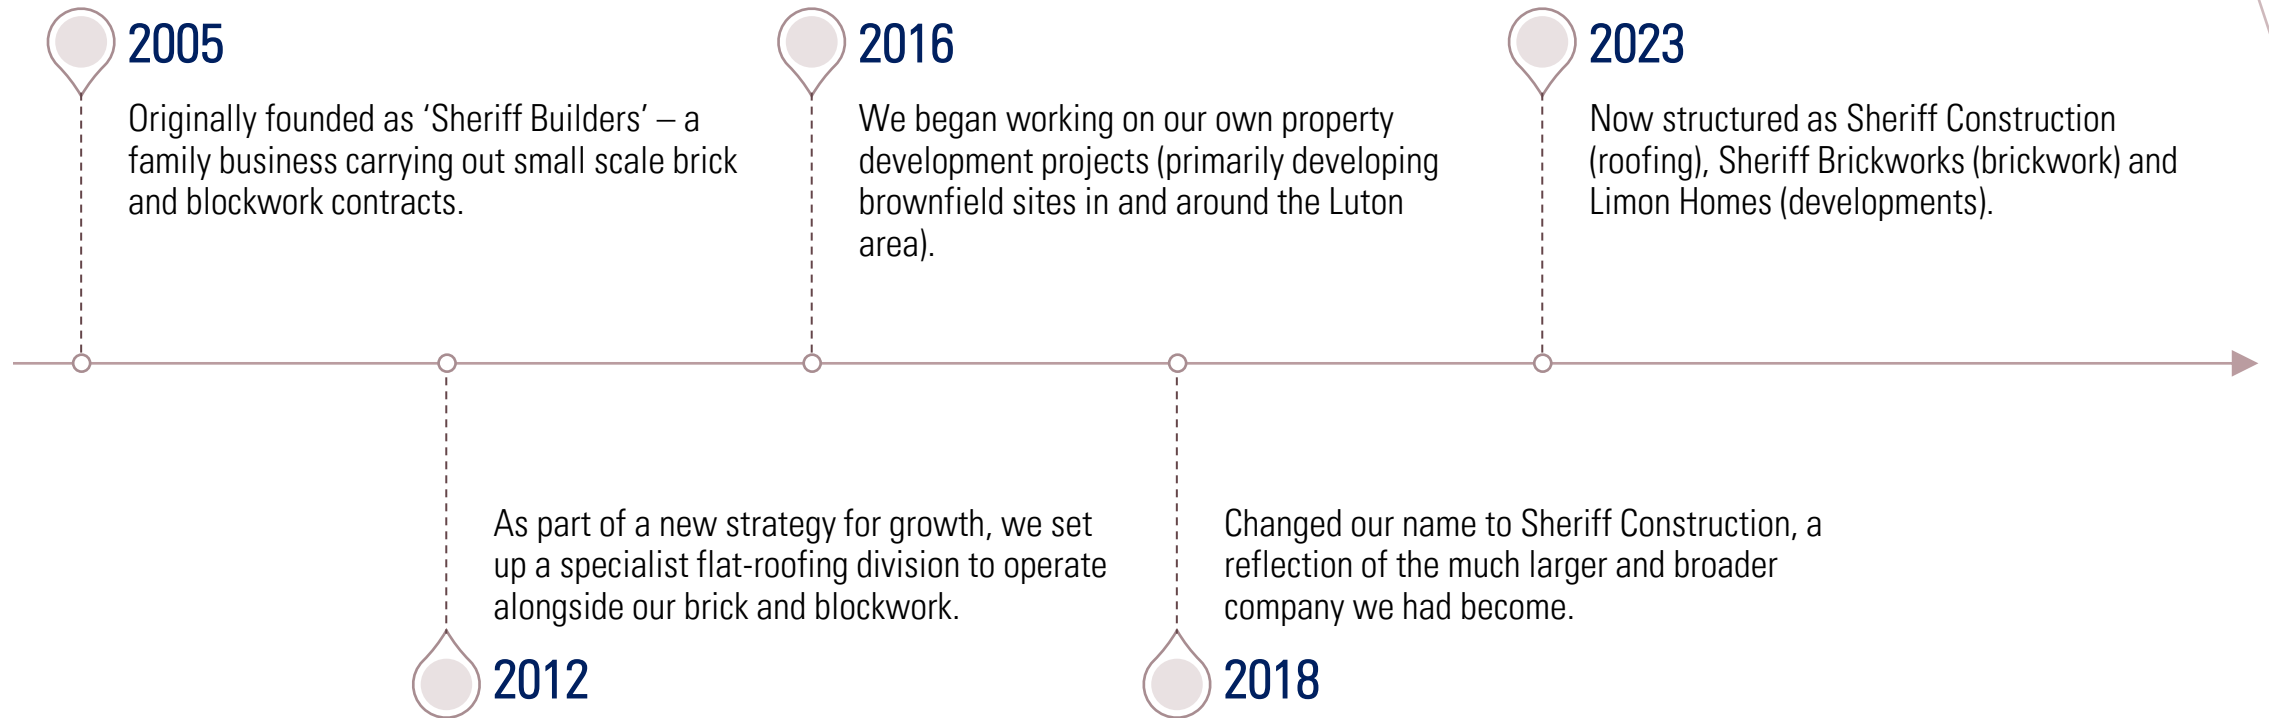 2005
Originally founded as ‘Sheriff Builders’ – a
family business carrying out small scale brick
and blockwork contracts.
As part of a new strategy for growth, we set
up a specialist flat-roofing division to operate
alongside our brick and blockwork.
2012
2016
We began working on our own property
development projects (primarily developing
brownfield sites in and around the Luton
area).
Changed our name to Sheriff Construction, a
reflection of the much larger and broader
company we had become.
2018
2023
Now structured as Sheriff Construction
(roofing), Sheriff Brickworks (brickwork) and
Limon Homes (developments).